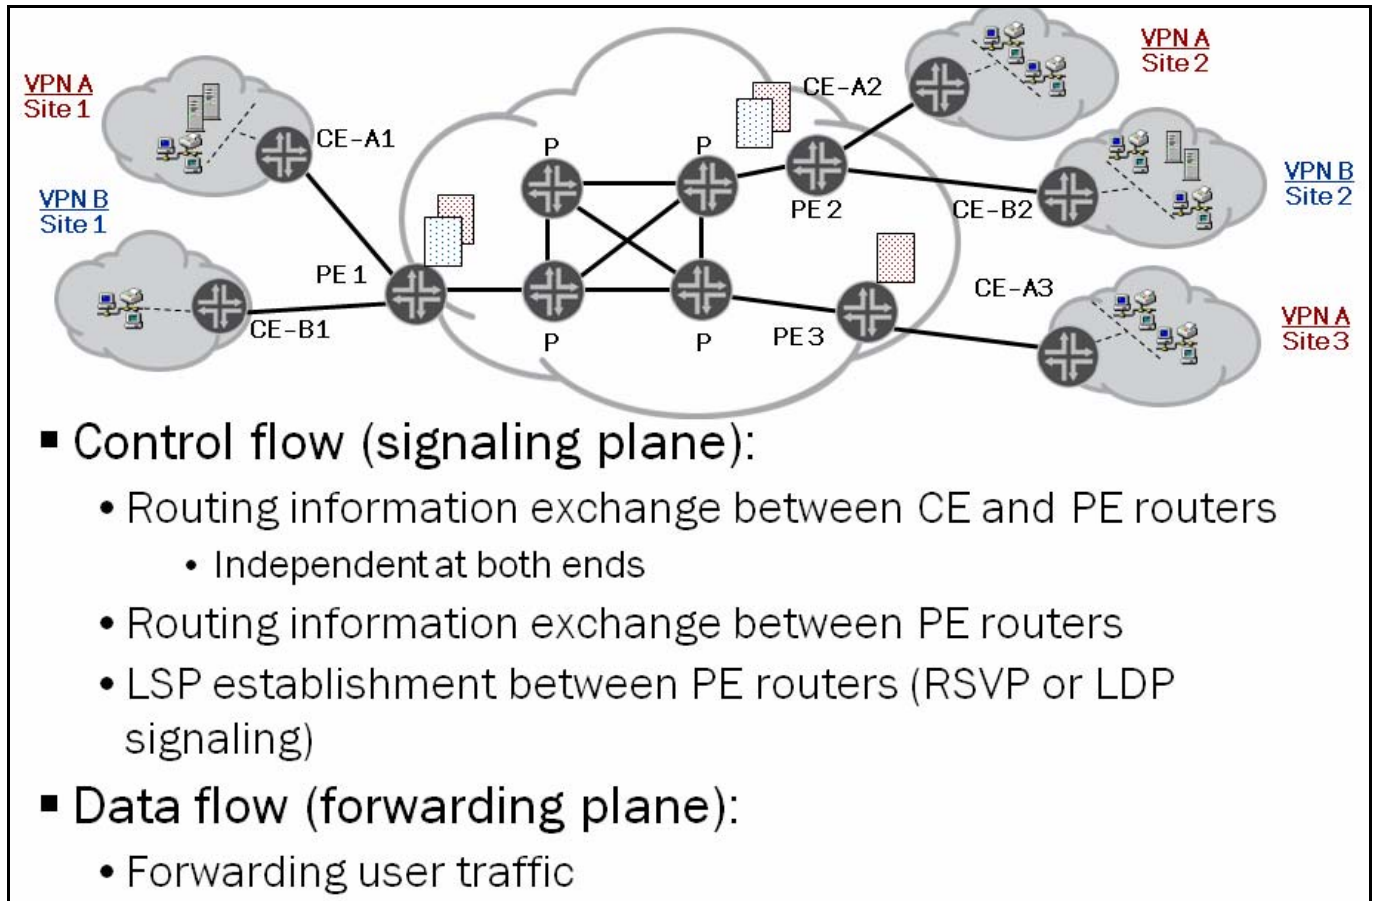 VPN A
Site 1
CE-A1
VPN B
Site 1
CE-B1
PE 1
P
P
P
P
CE-A2
PE 2
VPN A
Site 2
CE-B2
VPN B
Site 2
PE 3
CE-A3
VPN A
Site 3
▪ Control flow (signaling plane):
• Routing information exchange between CE and PE routers
• Independent at both ends
• Routing information exchange between PE routers
• LSP establishment between PE routers (RSVP or LDP
signaling)
▪ Data flow (forwarding plane):
• Forwarding user traffic